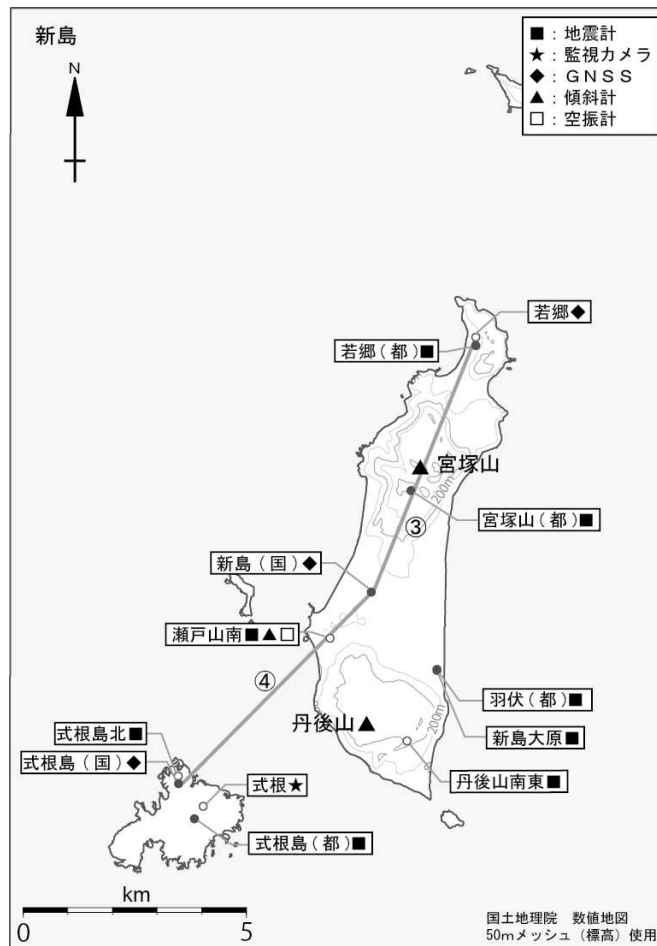 新島
■：地震計
★：監視カメラ
◆：ＧＮＳＳ
▲：傾斜計
□：空振計
N
若郷◆
若郷(都)■
宮塚山
200m
宮塚山(都)■
③
新島(国)◆
瀬戸山南■▲□
④
羽伏(都)■
丹後山
200m
新島大原■
式根島北■
式根島(国)◆
丹後山南東■
式根★
式根島(都)■
km
0
5
国土地理院　数値地図
50mメッシュ（標高）使用